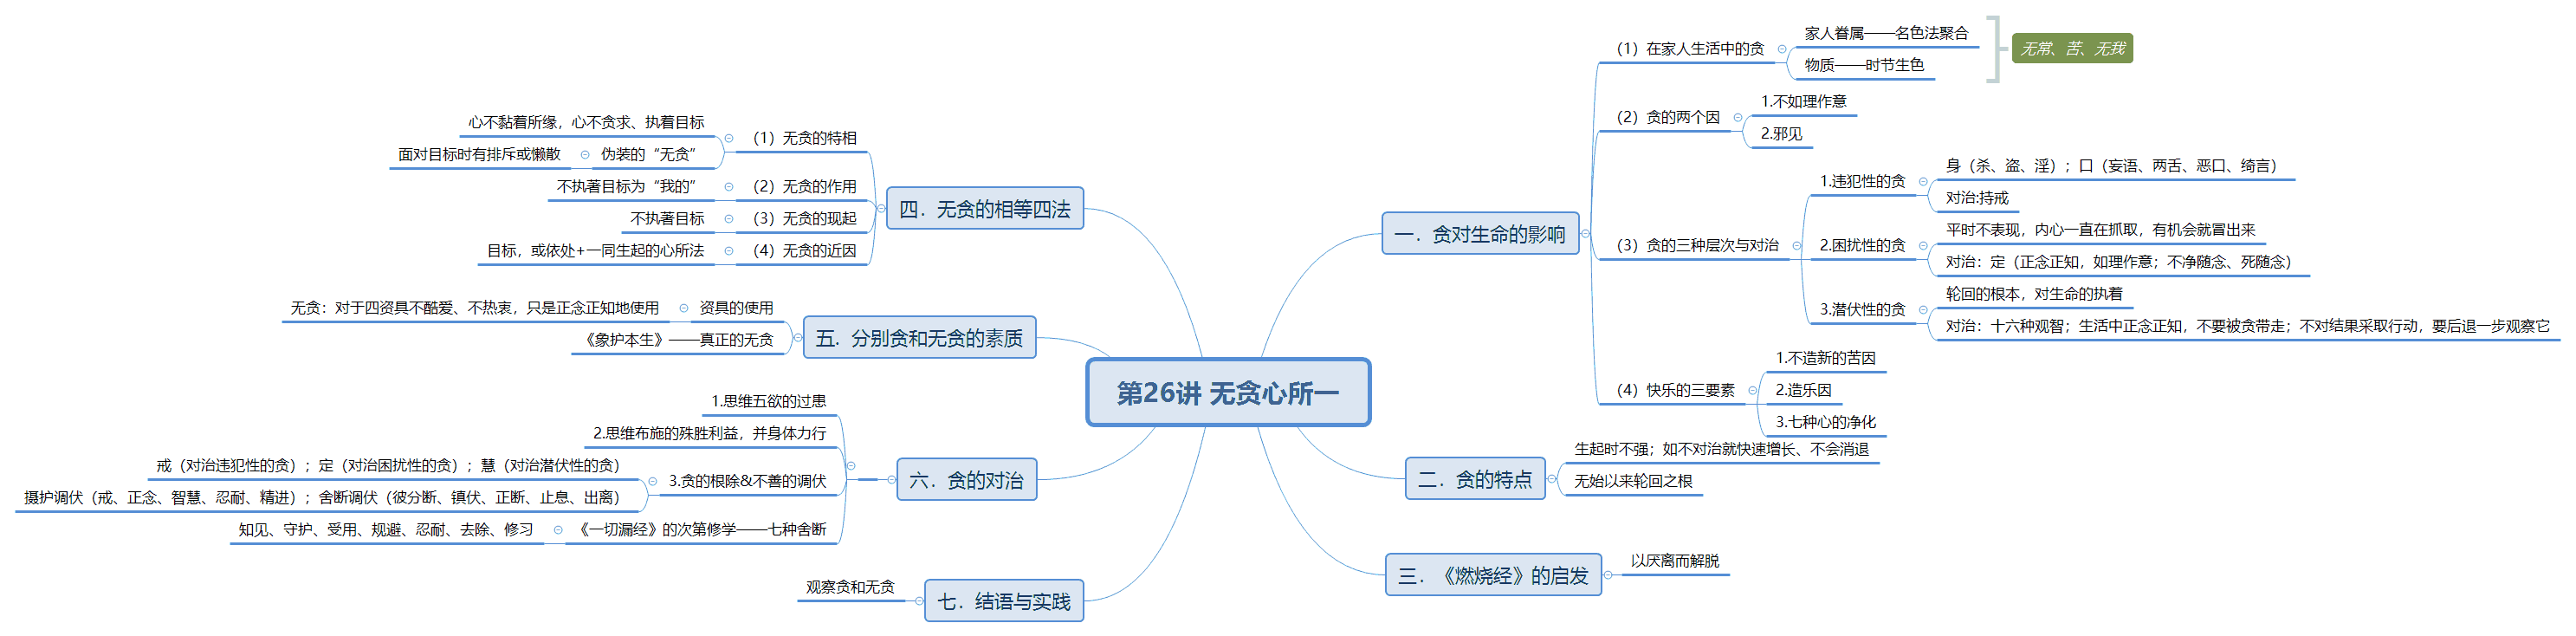 第26讲 无贪心所一
一．贪对生命的影响
（1）在家人生活中的贪
家人眷属——名色法聚合
物质——时节生色
无常、苦、无我
（2）贪的两个因
1.不如理作意
2.邪见
（3）贪的三种层次与对治
1.违犯性的贪
身（杀、盗、淫）；口（妄语、两舌、恶口、绮言）
对治:持戒
2.困扰性的贪
平时不表现，内心一直在抓取，有机会就冒出来
对治：定（正念正知，如理作意；不净随念、死随念）
3.潜伏性的贪
轮回的根本，对生命的执着
对治：十六种观智；生活中正念正知，不要被贪带走；不对结果采取行动，要后退一步观察它
（4）快乐的三要素
1.不造新的苦因
2.造乐因
3.七种心的净化
二．贪的特点
生起时不强；如不对治就快速增长、不会消退
无始以来轮回之根
三．《燃烧经》的启发
以厌离而解脱
四．无贪的相等四法
（1）无贪的特相
心不黏着所缘，心不贪求、执着目标
伪装的“无贪”
面对目标时有排斥或懒散
（2）无贪的作用
不执著目标为“我的”
（3）无贪的现起
不执著目标
（4）无贪的近因
目标，或依处+一同生起的心所法
五．分别贪和无贪的素质
资具的使用
无贪：对于四资具不酷爱、不热衷，只是正念正知地使用
《象护本生》——真正的无贪
六．贪的对治
1.思维五欲的过患
2.思维布施的殊胜利益，并身体力行
3.贪的根除&不善的调伏
戒（对治违犯性的贪）；定（对治困扰性的贪）；慧（对治潜伏性的贪）
摄护调伏（戒、正念、智慧、忍耐、精进）；舍断调伏（彼分断、镇伏、正断、止息、出离）
《一切漏经》的次第修学——七种舍断
知见、守护、受用、规避、忍耐、去除、修习
七．结语与实践
观察贪和无贪